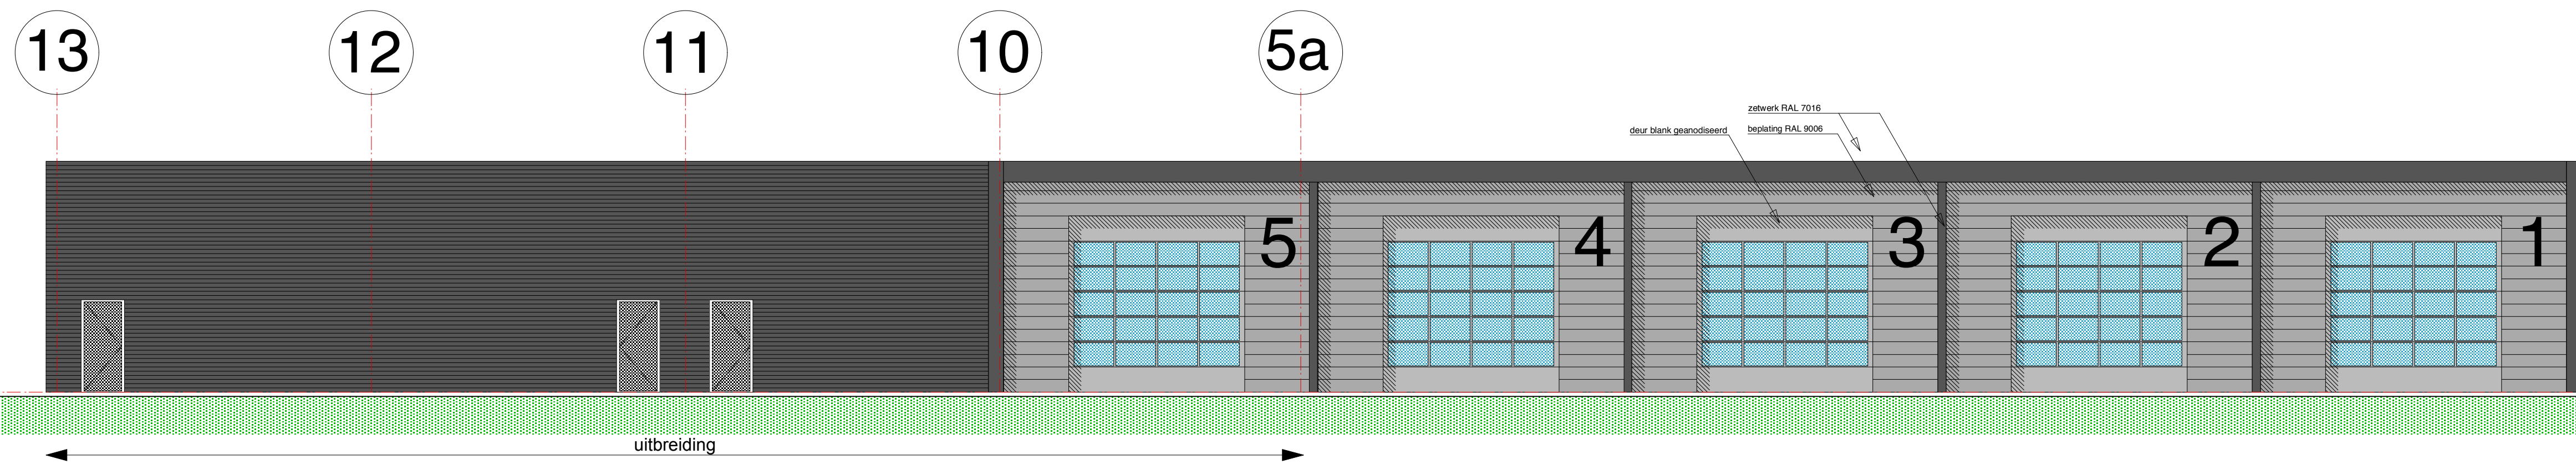 13 12 11 10 5a
zetwerk RAL 7016
deur blank geanodiseerd beplating RAL 9006
5 4 3 2 1
uitbreiding